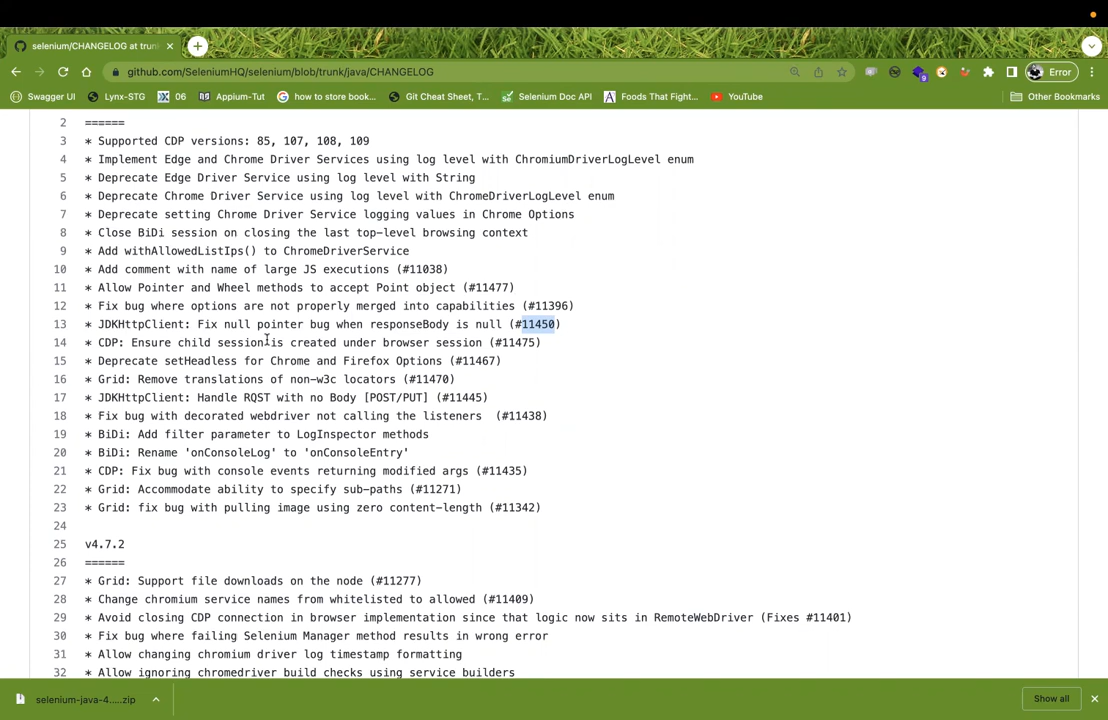 selenium/CHANGELOG at trun
github.com/SeleniumHQ/selenium/blob/trunk/java/CHANGELOG
9
Error
Swagger UI
Lynx-STG
06
Appium-Tut
how to store book...
Git Cheat Sheet, T...
Selenium Doc API
Foods That Fight...
YouTube
Other Bookmarks
2 ======
3 * Supported CDP versions: 85, 107, 108, 109
4 * Implement Edge and Chrome Driver Services using log level with ChromiumDriverLogLevel enum
5 * Deprecate Edge Driver Service using log level with String
6 * Deprecate Chrome Driver Service using log level with ChromeDriverLogLevel enum
7 * Deprecate setting Chrome Driver Service logging values in Chrome Options
8 * Close BiDi session on closing the last top-level browsing context
9 * Add withAllowedListIps() to ChromeDriverService
10 * Add comment with name of large JS executions (#11038)
11 * Allow Pointer and Wheel methods to accept Point object (#11477)
12 * Fix bug where options are not properly merged into capabilities (#11396)
13 * JDKHttpClient: Fix null pointer bug when responseBody is null (#11450)
14 * CDP: Ensure child session is created under browser session (#11475)
15 * Deprecate setHeadless for Chrome and Firefox Options (#11467)
16 * Grid: Remove translations of non-w3c locators (#11470)
17 * JDKHttpClient: Handle RQST with no Body [POST/PUT] (#11445)
18 * Fix bug with decorated webdriver not calling the listeners  (#11438)
19 * BiDi: Add filter parameter to LogInspector methods
20 * BiDi: Rename 'onConsoleLog' to 'onConsoleEntry'
21 * CDP: Fix bug with console events returning modified args (#11435)
22 * Grid: Accommodate ability to specify sub-paths (#11271)
23 * Grid: fix bug with pulling image using zero content-length (#11342)
24
25 v4.7.2
26 ======
27 * Grid: Support file downloads on the node (#11277)
28 * Change chromium service names from whitelisted to allowed (#11409)
29 * Avoid closing CDP connection in browser implementation since that logic now sits in RemoteWebDriver (Fixes #11401)
30 * Fix bug where failing Selenium Manager method results in wrong error
31 * Allow changing chromium driver log timestamp formatting
32 * Allow ignoring chromedriver build checks using service builders
selenium-java-4.....zip
Show all